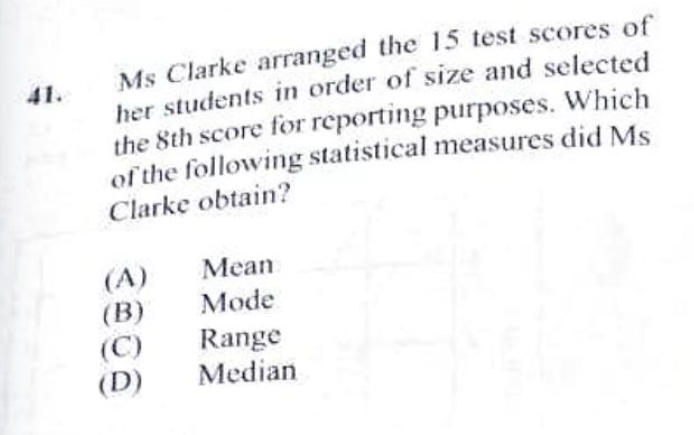 41. Ms Clarke arranged the 15 test scores of
her students in order of size and selected
the 8th score for reporting purposes. Which
of the following statistical measures did Ms
Clarke obtain?
(A) Mean
(B) Mode
(C) Range
(D) Median